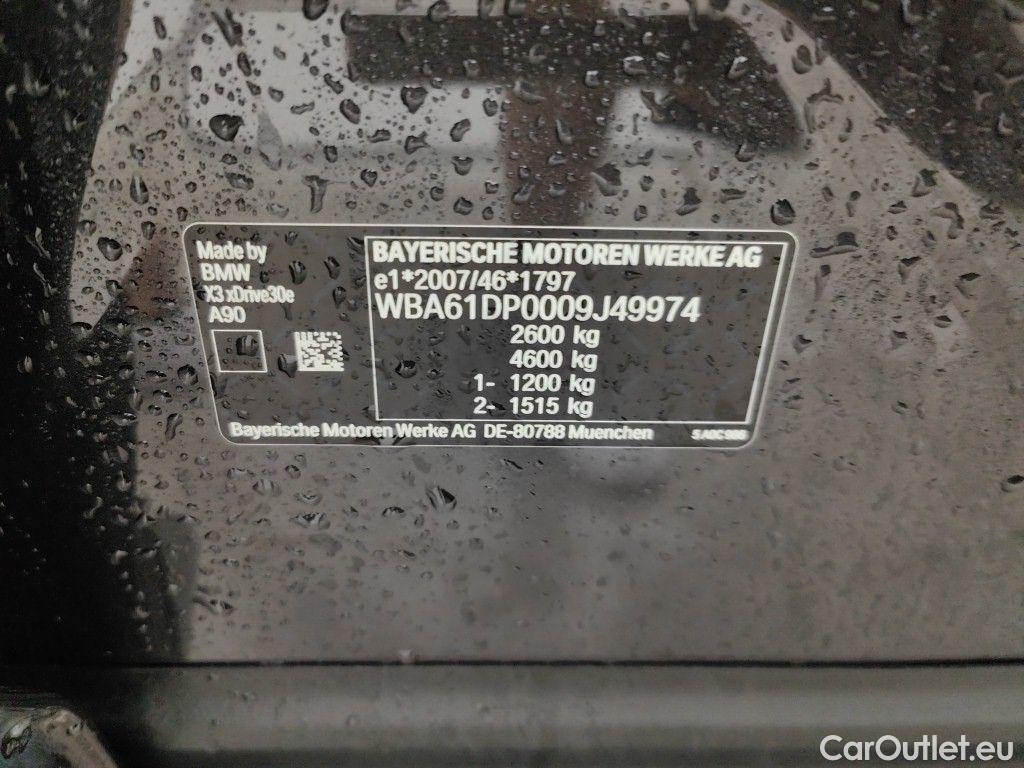 Made by
BMW
X3 xDrive30e
A90
BAYERISCHE MOTOREN WERKE AG
e1*2007/46*1797
WBA61DP0009J49974
2600 kg
4600 kg
1- 1200 kg
2- 1515 kg
Bayerische Motoren Werke AG DE-80788 Muenchen
CarOutlet.eu